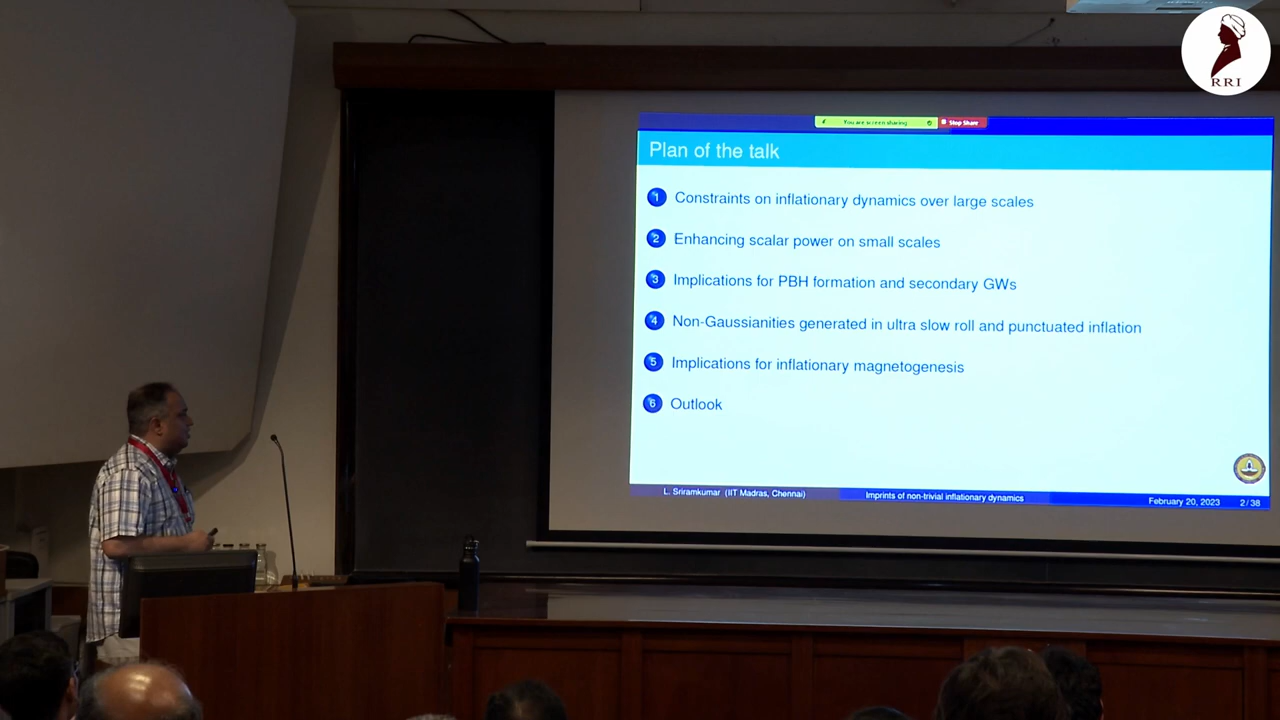 RRI
You are screen sharing
Stop Share
Plan of the talk
1 Constraints on inflationary dynamics over large scales
2 Enhancing scalar power on small scales
3 Implications for PBH formation and secondary GWs
4 Non-Gaussianities generated in ultra slow roll and punctuated inflation
5 Implications for inflationary magnetogenesis
6 Outlook
L. Sriramkumar (IIT Madras, Chennai)
Imprints of non-trivial inflationary dynamics
February 20, 2023
2/38